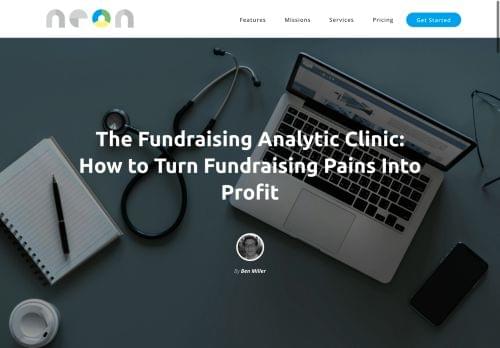 neon
Features Missions Services Pricing Get Started
The Fundraising Analytic Clinic:
How to Turn Fundraising Pains Into
Profit
By Ben Miller